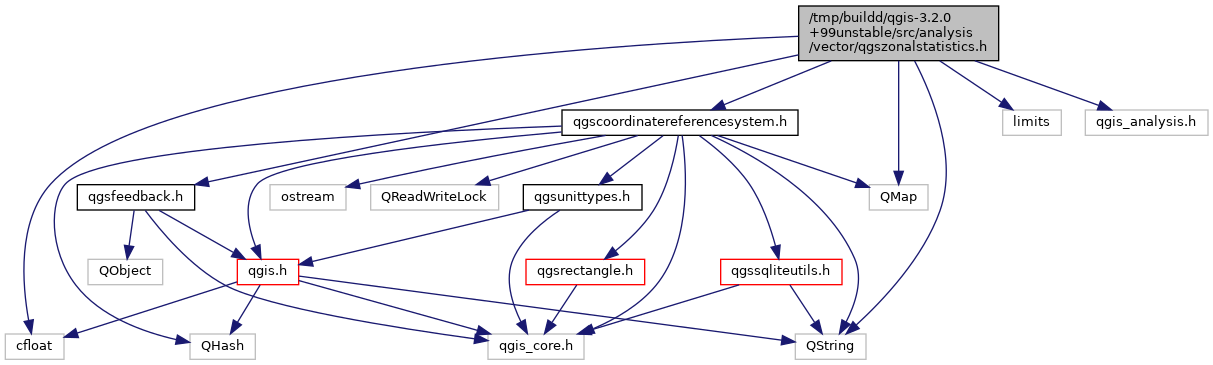 /tmp/buildd/qgis-3.2.0
+99unstable/src/analysis
/vector/qgszonalstatistics.h
qgscoordinatereferencesystem.h
limits
qgis_analysis.h
qgsfeedback.h
ostream
QReadWriteLock
qgsunittypes.h
QMap
QObject
qgis.h
qgsrectangle.h
qgssqliteutils.h
cfloat
QHash
qgis_core.h
QString